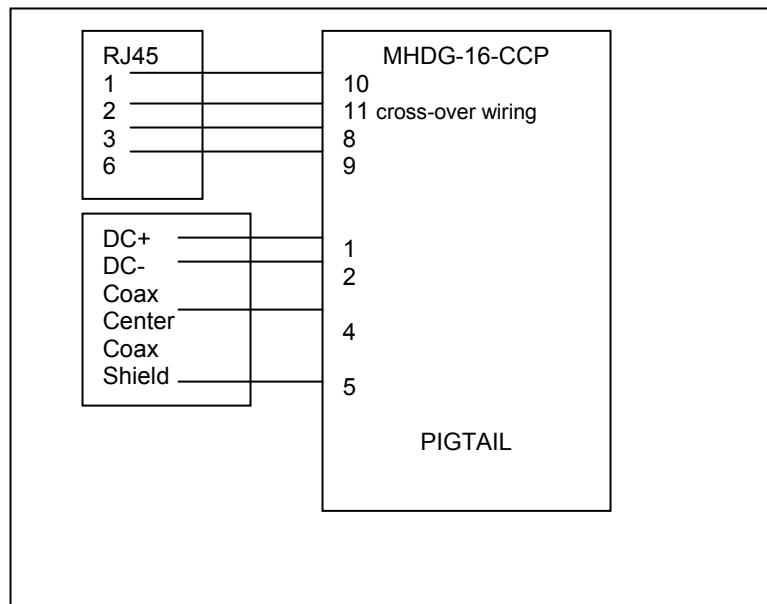 RJ45
1
2
3
6
MHDG-16-CCP
10
11 cross-over wiring
8
9
DC+
DC-
Coax
Center
Coax
Shield
1
2
4
5
PIGTAIL